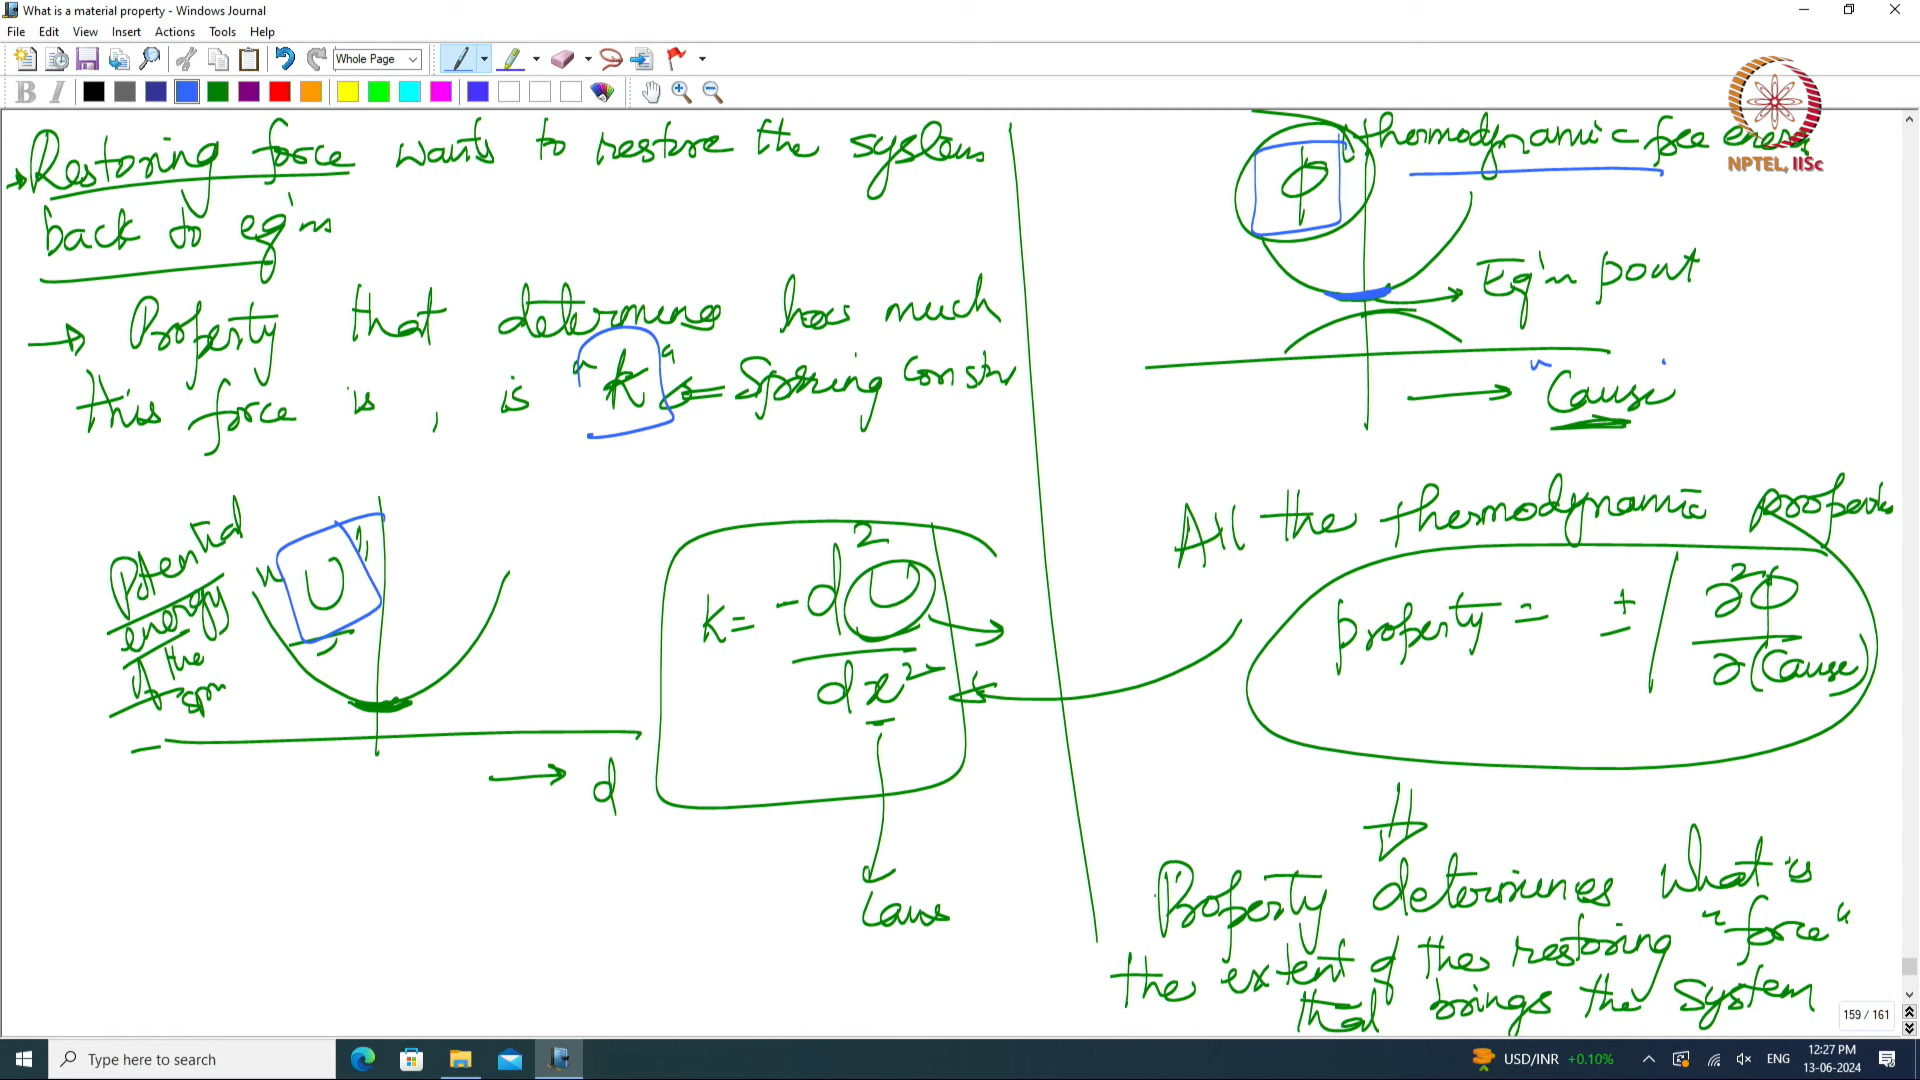 What is a material property - Windows Journal
File Edit View Insert Actions Tools Help
Whole Page
B I
Restoring force wants to restore the system
back to eq'm
→ Property that determines how much
this force is, is "k" ⇐ Spring const
Potential
energy
of the
spr
"U"
→ d
k = -d²U
dx²
Caus
thermodynamic free energ
ϕ
→ Eq'm point
→ "Cause"
All the thermodynamic properti
property = ± | ∂²ϕ
∂(Cause)
⇓
Property determines what is
the extent of the restoring "force"
that brings the system
NPTEL, IISc
159 / 161
Type here to search
USD/INR +0.10%
ENG
12:27 PM
13-06-2024